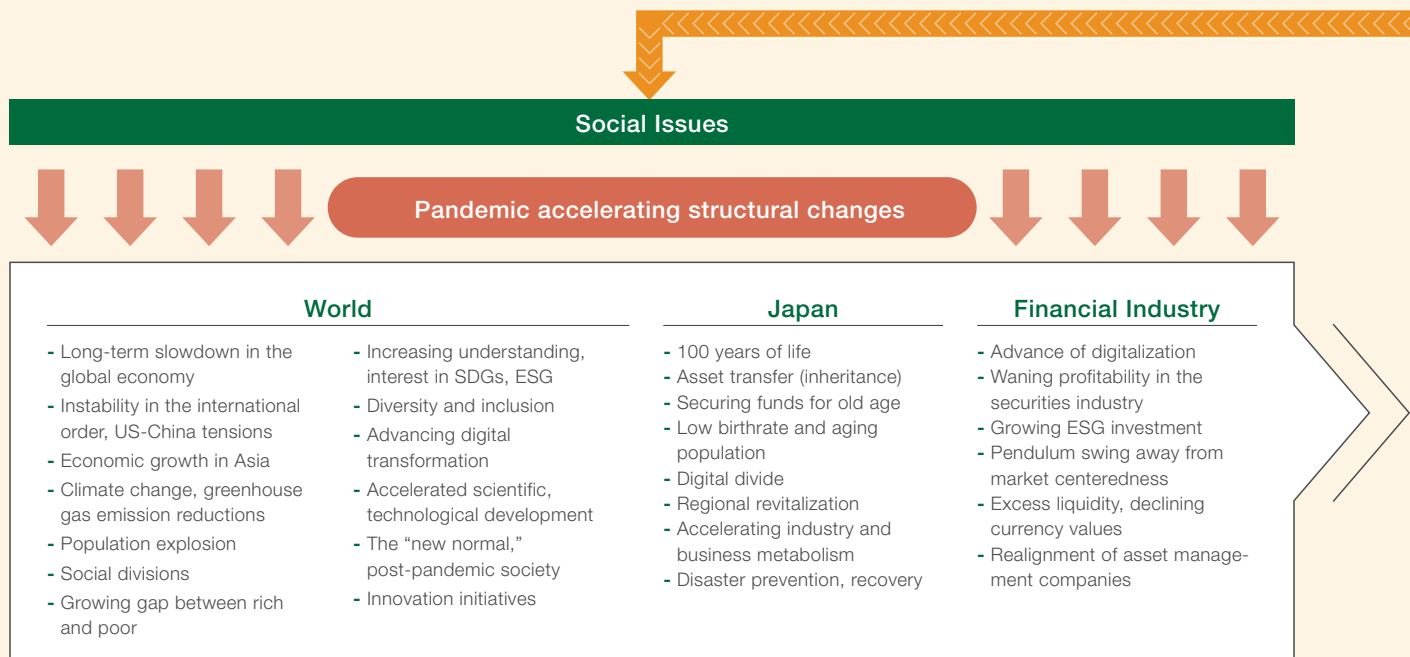 Social Issues
Pandemic accelerating structural changes
World
- Long-term slowdown in the
global economy
- Instability in the international
order, US-China tensions
- Economic growth in Asia
- Climate change, greenhouse
gas emission reductions
- Population explosion
- Social divisions
- Growing gap between rich
and poor
- Increasing understanding,
interest in SDGs, ESG
- Diversity and inclusion
- Advancing digital
transformation
- Accelerated scientific,
technological development
- The “new normal,”
post-pandemic society
- Innovation initiatives
Japan
- 100 years of life
- Asset transfer (inheritance)
- Securing funds for old age
- Low birthrate and aging
population
- Digital divide
- Regional revitalization
- Accelerating industry and
business metabolism
- Disaster prevention, recovery
Financial Industry
- Advance of digitalization
- Waning profitability in the
securities industry
- Growing ESG investment
- Pendulum swing away from
market centeredness
- Excess liquidity, declining
currency values
- Realignment of asset manage-
ment companies